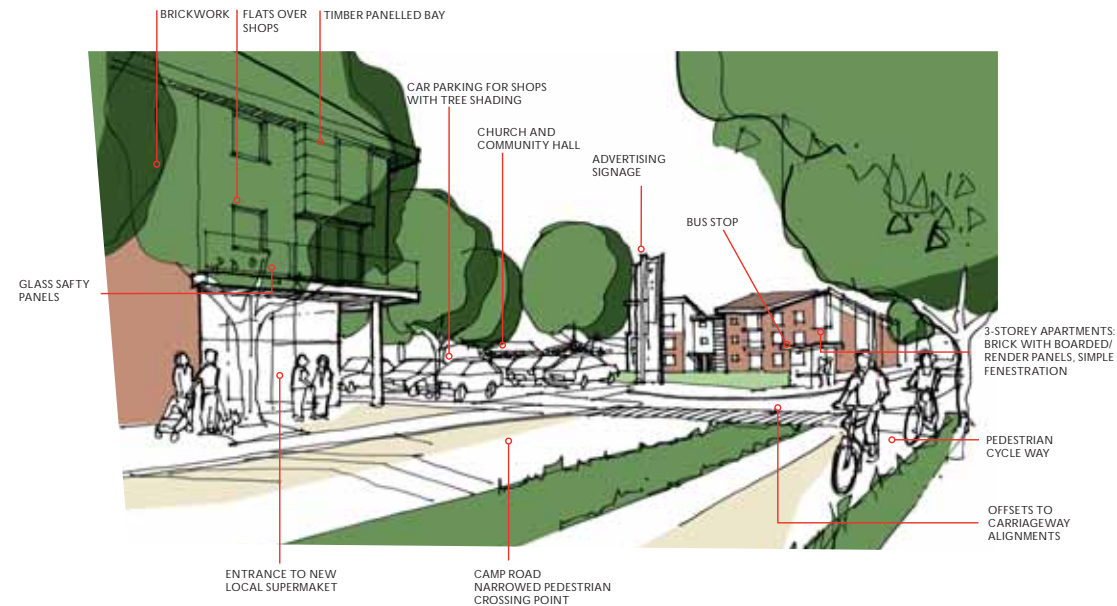 BRICKWORK
FLATS OVER
SHOPS
TIMBER PANELLED BAY
CAR PARKING FOR SHOPS
WITH TREE SHADING
CHURCH AND
COMMUNITY HALL
ADVERTISING
SIGNAGE
BUS STOP
GLASS SAFTY
PANELS
3-STOREY APARTMENTS:
BRICK WITH BOARDED/
RENDER PANELS, SIMPLE
FENESTRATION
PEDESTRIAN
CYCLE WAY
OFFSETS TO
CARRIAGEWAY
ALIGNMENTS
ENTRANCE TO NEW
LOCAL SUPERMAKET
CAMP ROAD
NARROWED PEDESTRIAN
CROSSING POINT